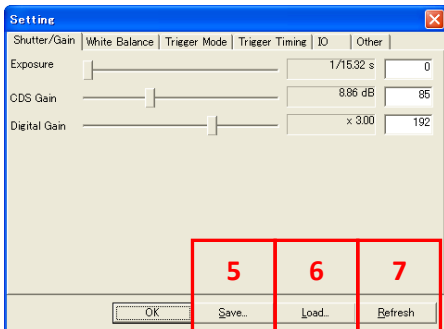 Setting
Shutter/Gain White Balance Trigger Mode Trigger Timing IO Other
Exposure 1/15.32 s 0
CDS Gain 8.86 dB 85
Digital Gain x 3.00 192
5 6 7
OK Save... Load... Refresh